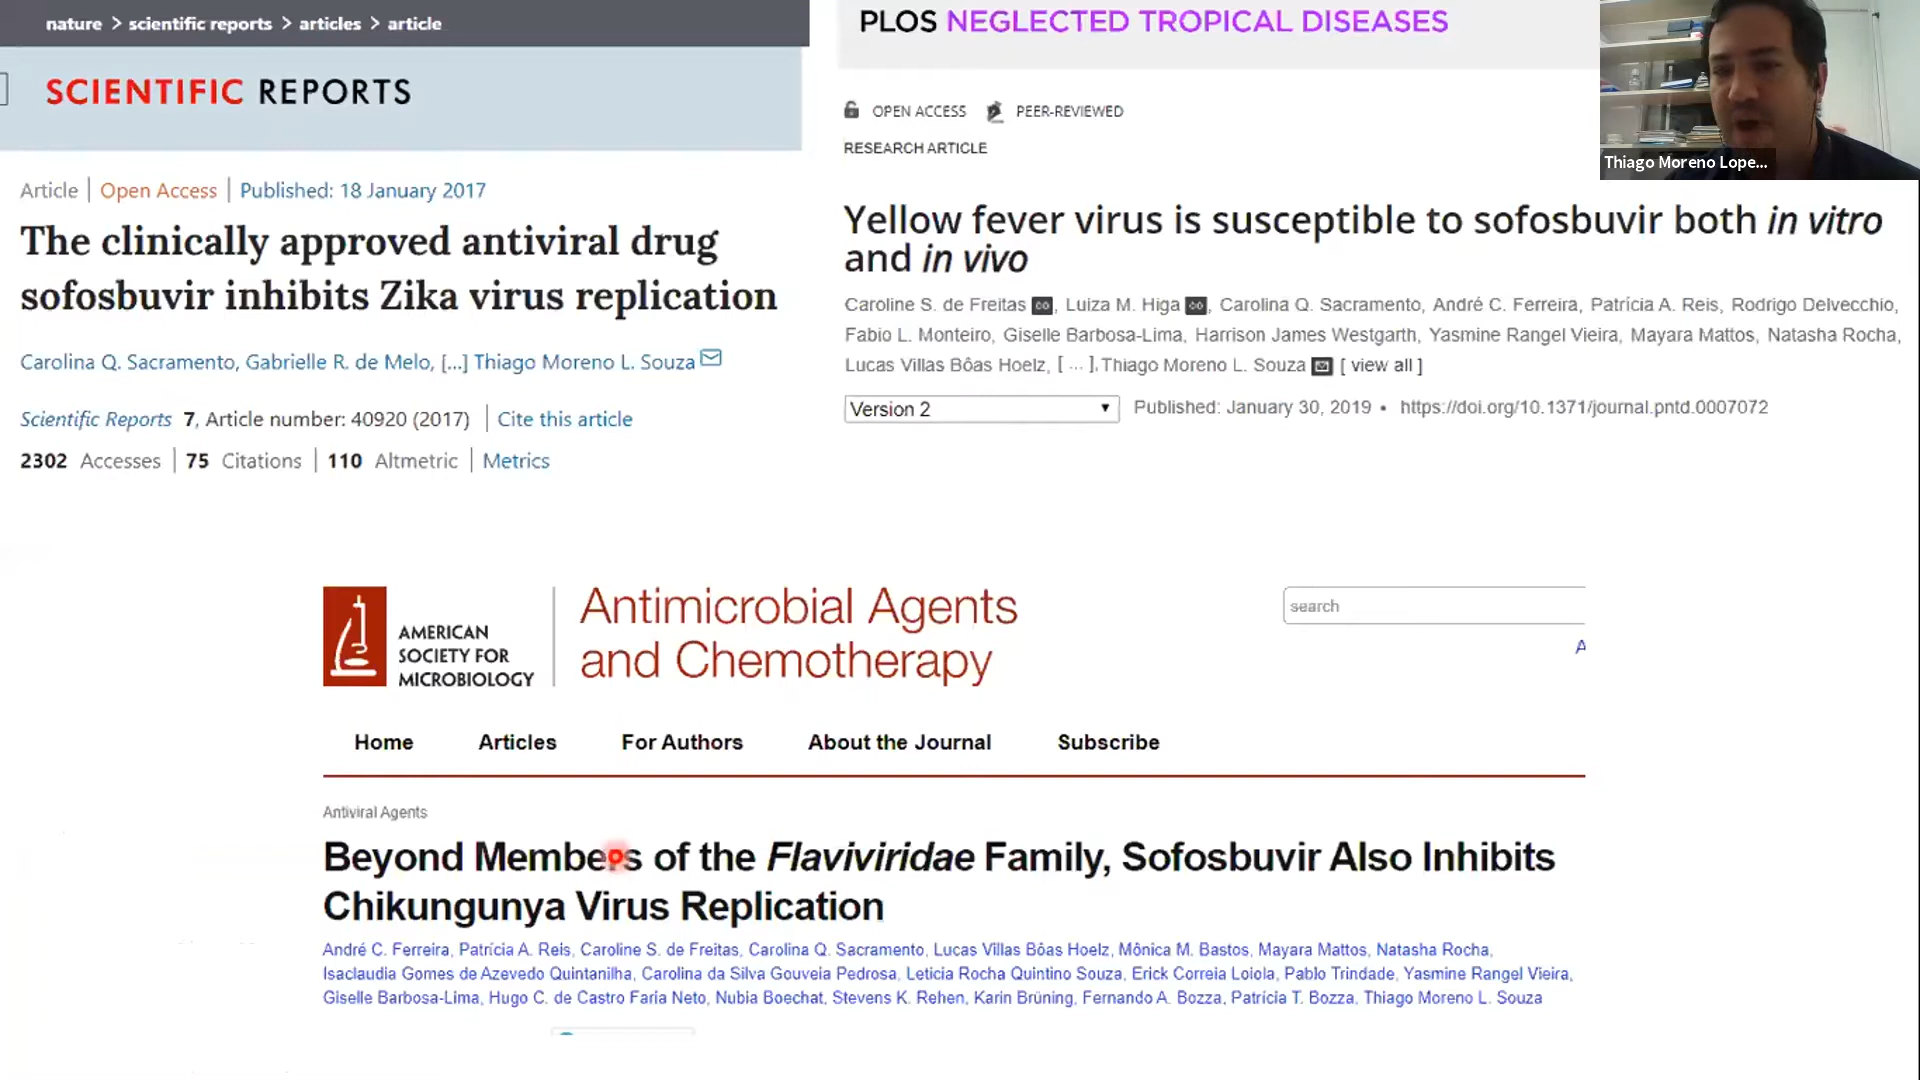 nature > scientific reports > articles > article
SCIENTIFIC REPORTS
Article | Open Access | Published: 18 January 2017
The clinically approved antiviral drug
sofosbuvir inhibits Zika virus replication
Carolina Q. Sacramento, Gabrielle R. de Melo, [...] Thiago Moreno L. Souza
Scientific Reports 7, Article number: 40920 (2017) | Cite this article
2302 Accesses | 75 Citations | 110 Altmetric | Metrics
PLOS NEGLECTED TROPICAL DISEASES
OPEN ACCESS PEER-REVIEWED
RESEARCH ARTICLE
Yellow fever virus is susceptible to sofosbuvir both in vitro
and in vivo
Caroline S. de Freitas, Luiza M. Higa, Carolina Q. Sacramento, André C. Ferreira, Patrícia A. Reis, Rodrigo Delvecchio,
Fabio L. Monteiro, Giselle Barbosa-Lima, Harrison James Westgarth, Yasmine Rangel Vieira, Mayara Mattos, Natasha Rocha,
Lucas Villas Bôas Hoelz, [ ... ], Thiago Moreno L. Souza [ view all ]
Version 2 Published: January 30, 2019 • https://doi.org/10.1371/journal.pntd.0007072
Thiago Moreno Lope...
AMERICAN
SOCIETY FOR
MICROBIOLOGY
Antimicrobial Agents
and Chemotherapy
search
A
Home Articles For Authors About the Journal Subscribe
Antiviral Agents
Beyond Members of the Flaviviridae Family, Sofosbuvir Also Inhibits
Chikungunya Virus Replication
André C. Ferreira, Patrícia A. Reis, Caroline S. de Freitas, Carolina Q. Sacramento, Lucas Villas Bôas Hoelz, Mônica M. Bastos, Mayara Mattos, Natasha Rocha,
Isaclaudia Gomes de Azevedo Quintanilha, Carolina da Silva Gouveia Pedrosa, Leticia Rocha Quintino Souza, Erick Correia Loiola, Pablo Trindade, Yasmine Rangel Vieira,
Giselle Barbosa-Lima, Hugo C. de Castro Faria Neto, Nubia Boechat, Stevens K. Rehen, Karin Brüning, Fernando A. Bozza, Patrícia T. Bozza, Thiago Moreno L. Souza